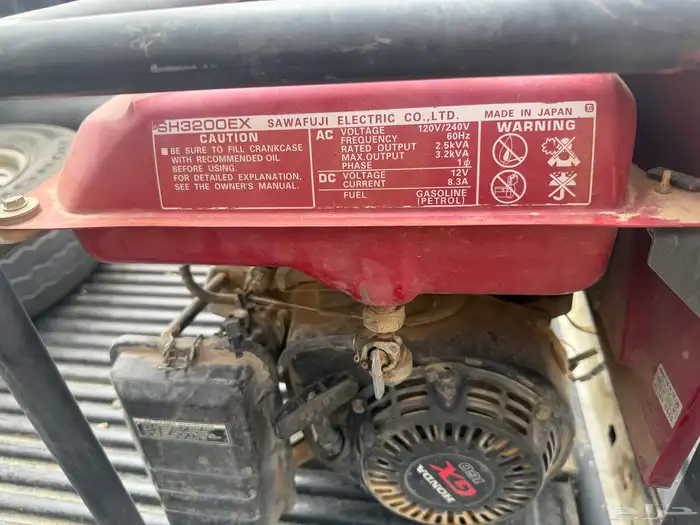 SH3200EX SAWAFUJI ELECTRIC CO.,LTD. MADE IN JAPAN
CAUTION
■ BE SURE TO FILL CRANKCASE
WITH RECOMMENDED OIL
BEFORE USING.
FOR DETAILED EXPLANATION,
SEE THE OWNER'S MANUAL.
AC VOLTAGE 120V/240V
FREQUENCY 60Hz
RATED OUTPUT 2.5kVA
MAX.OUTPUT 3.2kVA
PHASE 1Ø
DC VOLTAGE 12V
CURRENT 8.3A
FUEL GASOLINE
(PETROL)
WARNING
HONDA
GX
حراج